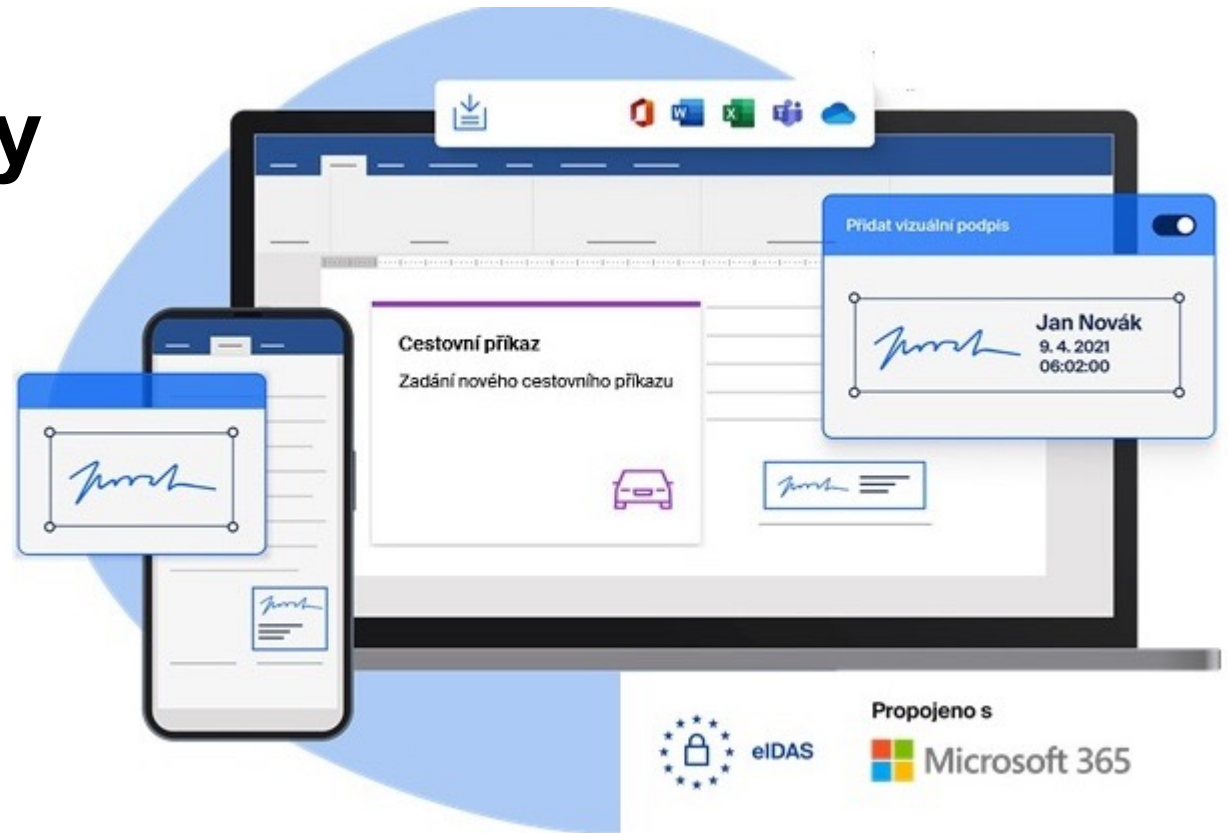 y
Přidat vizuální podpis
Jan Novák
9. 4. 2021
06:02:00
Cestovní příkaz
Zadání nového cestovního příkazu
eIDAS
Propojeno s
Microsoft 365